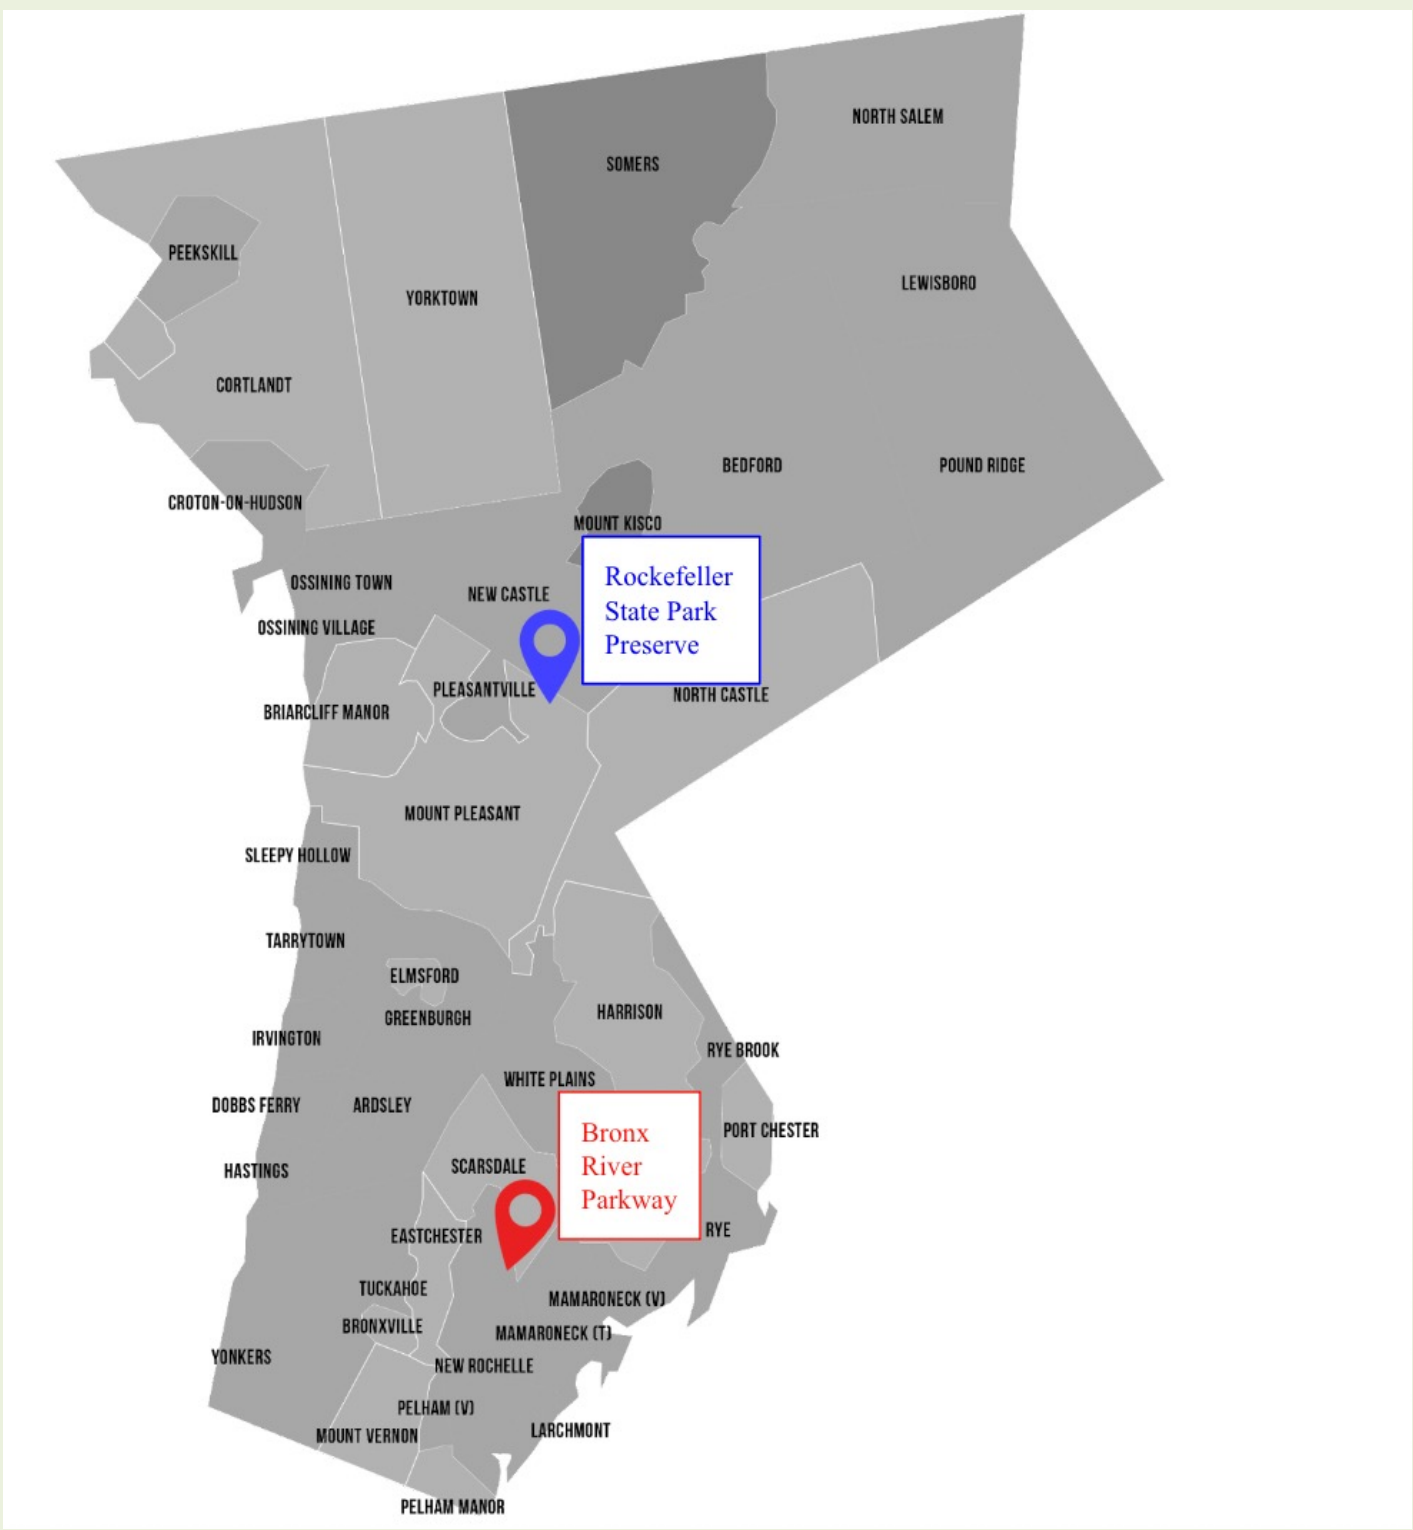 NORTH SALEM
SOMERS
PEEKSKILL
LEWISBORO
YORKTOWN
CORTLANDT
BEDFORD
POUND RIDGE
CROTON-ON-HUDSON
MOUNT KISCO
Rockefeller
State Park
Preserve
OSSINING TOWN
NEW CASTLE
OSSINING VILLAGE
PLEASANTVILLE
NORTH CASTLE
BRIARCLIFF MANOR
MOUNT PLEASANT
SLEEPY HOLLOW
TARRYTOWN
ELMSFORD
HARRISON
GREENBURGH
IRVINGTON
RYE BROOK
WHITE PLAINS
DOBBS FERRY
ARDSLEY
Bronx
River
Parkway
PORT CHESTER
SCARSDALE
HASTINGS
RYE
EASTCHESTER
TUCKAHOE
MAMARONECK (V)
BRONXVILLE
MAMARONECK (T)
YONKERS
NEW ROCHELLE
PELHAM (V)
LARCHMONT
MOUNT VERNON
PELHAM MANOR